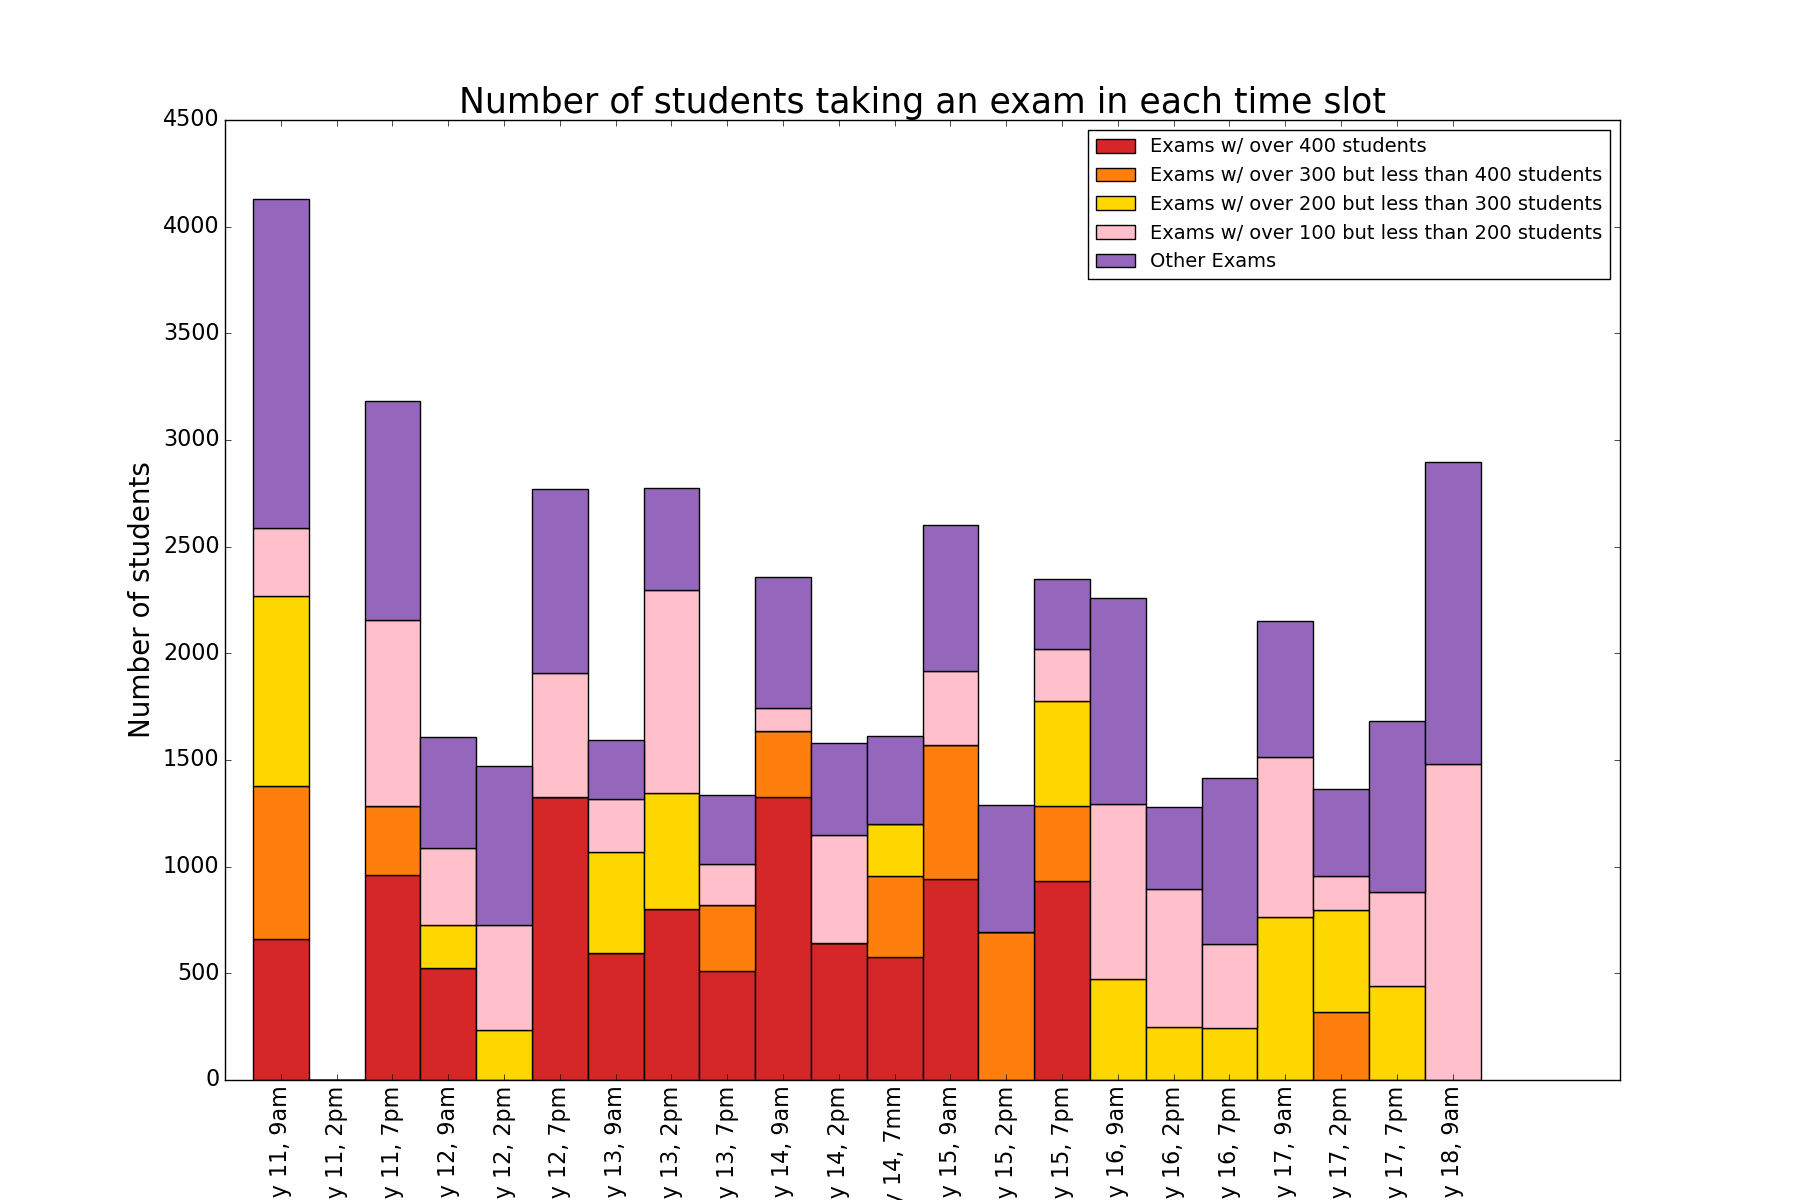 Number of students taking an exam in each time slot
Exams w/ over 400 students
Exams w/ over 300 but less than 400 students
Exams w/ over 200 but less than 300 students
Exams w/ over 100 but less than 200 students
Other Exams
Number of students
4500
4000
3500
3000
2500
2000
1500
1000
500
0
y 11, 9am
y 11, 2pm
y 11, 7pm
y 12, 9am
y 12, 2pm
y 12, 7pm
y 13, 9am
y 13, 2pm
y 13, 7pm
y 14, 9am
y 14, 2pm
y 14, 7mm
y 15, 9am
y 15, 2pm
y 15, 7pm
y 16, 9am
y 16, 2pm
y 16, 7pm
y 17, 9am
y 17, 2pm
y 17, 7pm
y 18, 9am